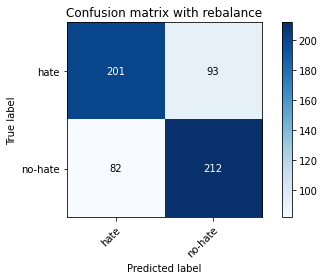 Confusion matrix with rebalance
True label
hate
201
93
no-hate
82
212
hate
no-hate
Predicted label
200
180
160
140
120
100